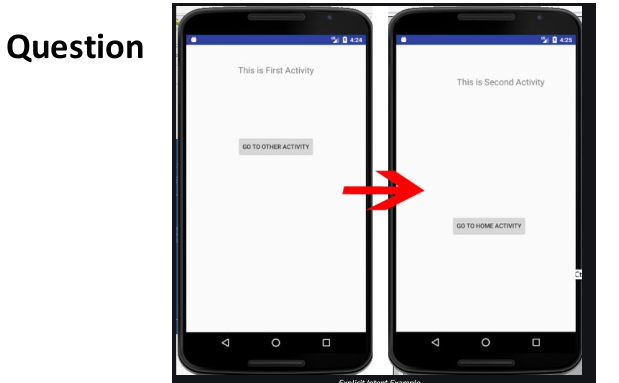 Question
4:24
This is First Activity
GO TO OTHER ACTIVITY
4:25
This is Second Activity
GO TO HOME ACTIVITY
Ct
Explicit Intent Example